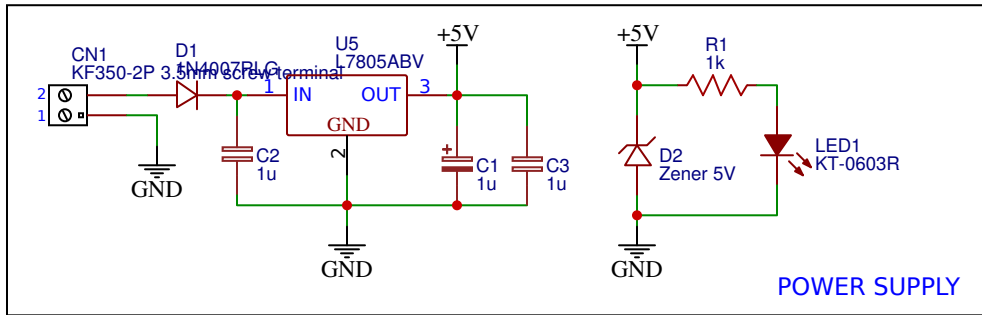 CN1
KF350-2P 3.5mm screw terminal
2
1
GND
D1
1N4007RLG
C2
1u
U5
L7805ABV
1
IN
OUT
3
GND
2
GND
+5V
C1
1u
C3
1u
+
+5V
R1
1k
D2
Zener 5V
LED1
KT-0603R
GND
POWER SUPPLY